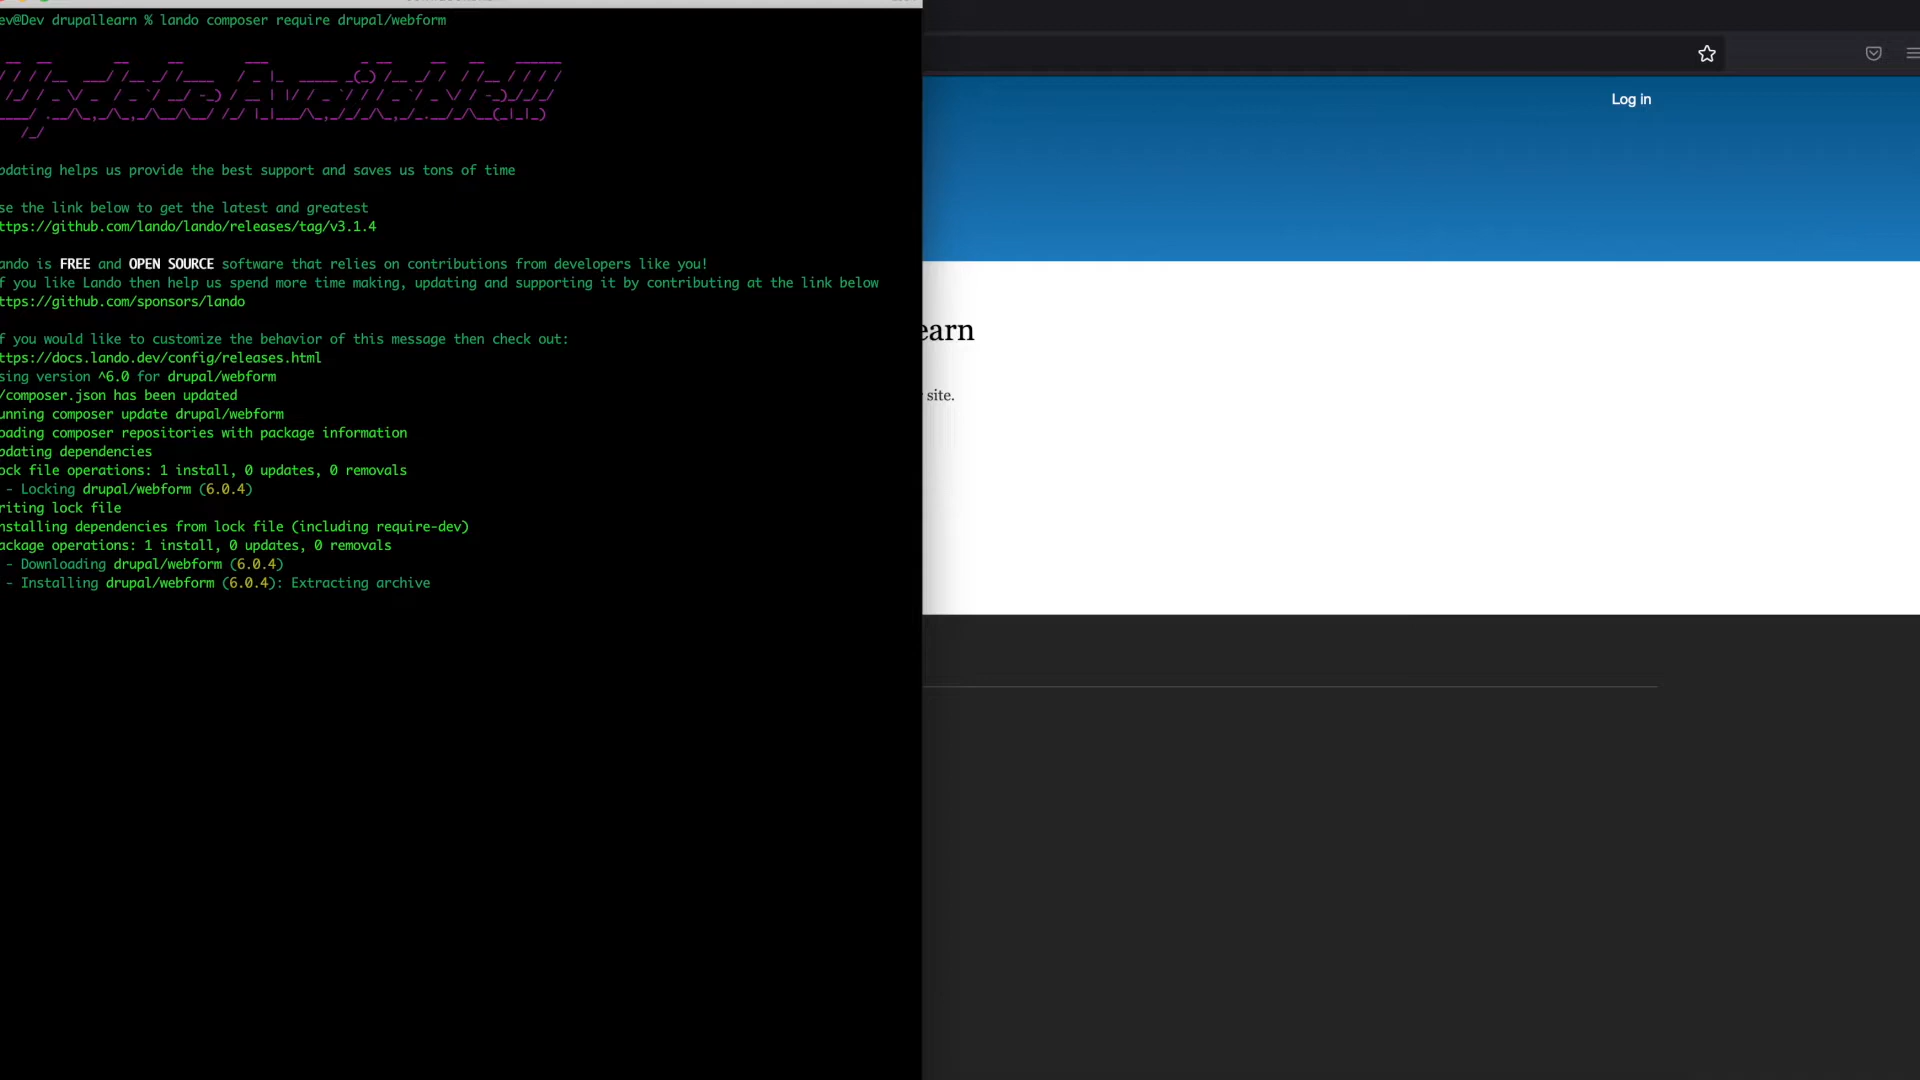 ev@Dev drupallearn % lando composer require drupal/webform
Update Available!!!
pdating helps us provide the best support and saves us tons of time
se the link below to get the latest and greatest
ttps://github.com/lando/lando/releases/tag/v3.1.4
ando is FREE and OPEN SOURCE software that relies on contributions from developers like you!
f you like Lando then help us spend more time making, updating and supporting it by contributing at the link below
ttps://github.com/sponsors/lando
f you would like to customize the behavior of this message then check out:
ttps://docs.lando.dev/config/releases.html
sing version ^6.0 for drupal/webform
/composer.json has been updated
unning composer update drupal/webform
oading composer repositories with package information
pdating dependencies
ock file operations: 1 install, 0 updates, 0 removals
- Locking drupal/webform (6.0.4)
riting lock file
nstalling dependencies from lock file (including require-dev)
ackage operations: 1 install, 0 updates, 0 removals
- Downloading drupal/webform (6.0.4)
- Installing drupal/webform (6.0.4): Extracting archive
Log in
earn
site.